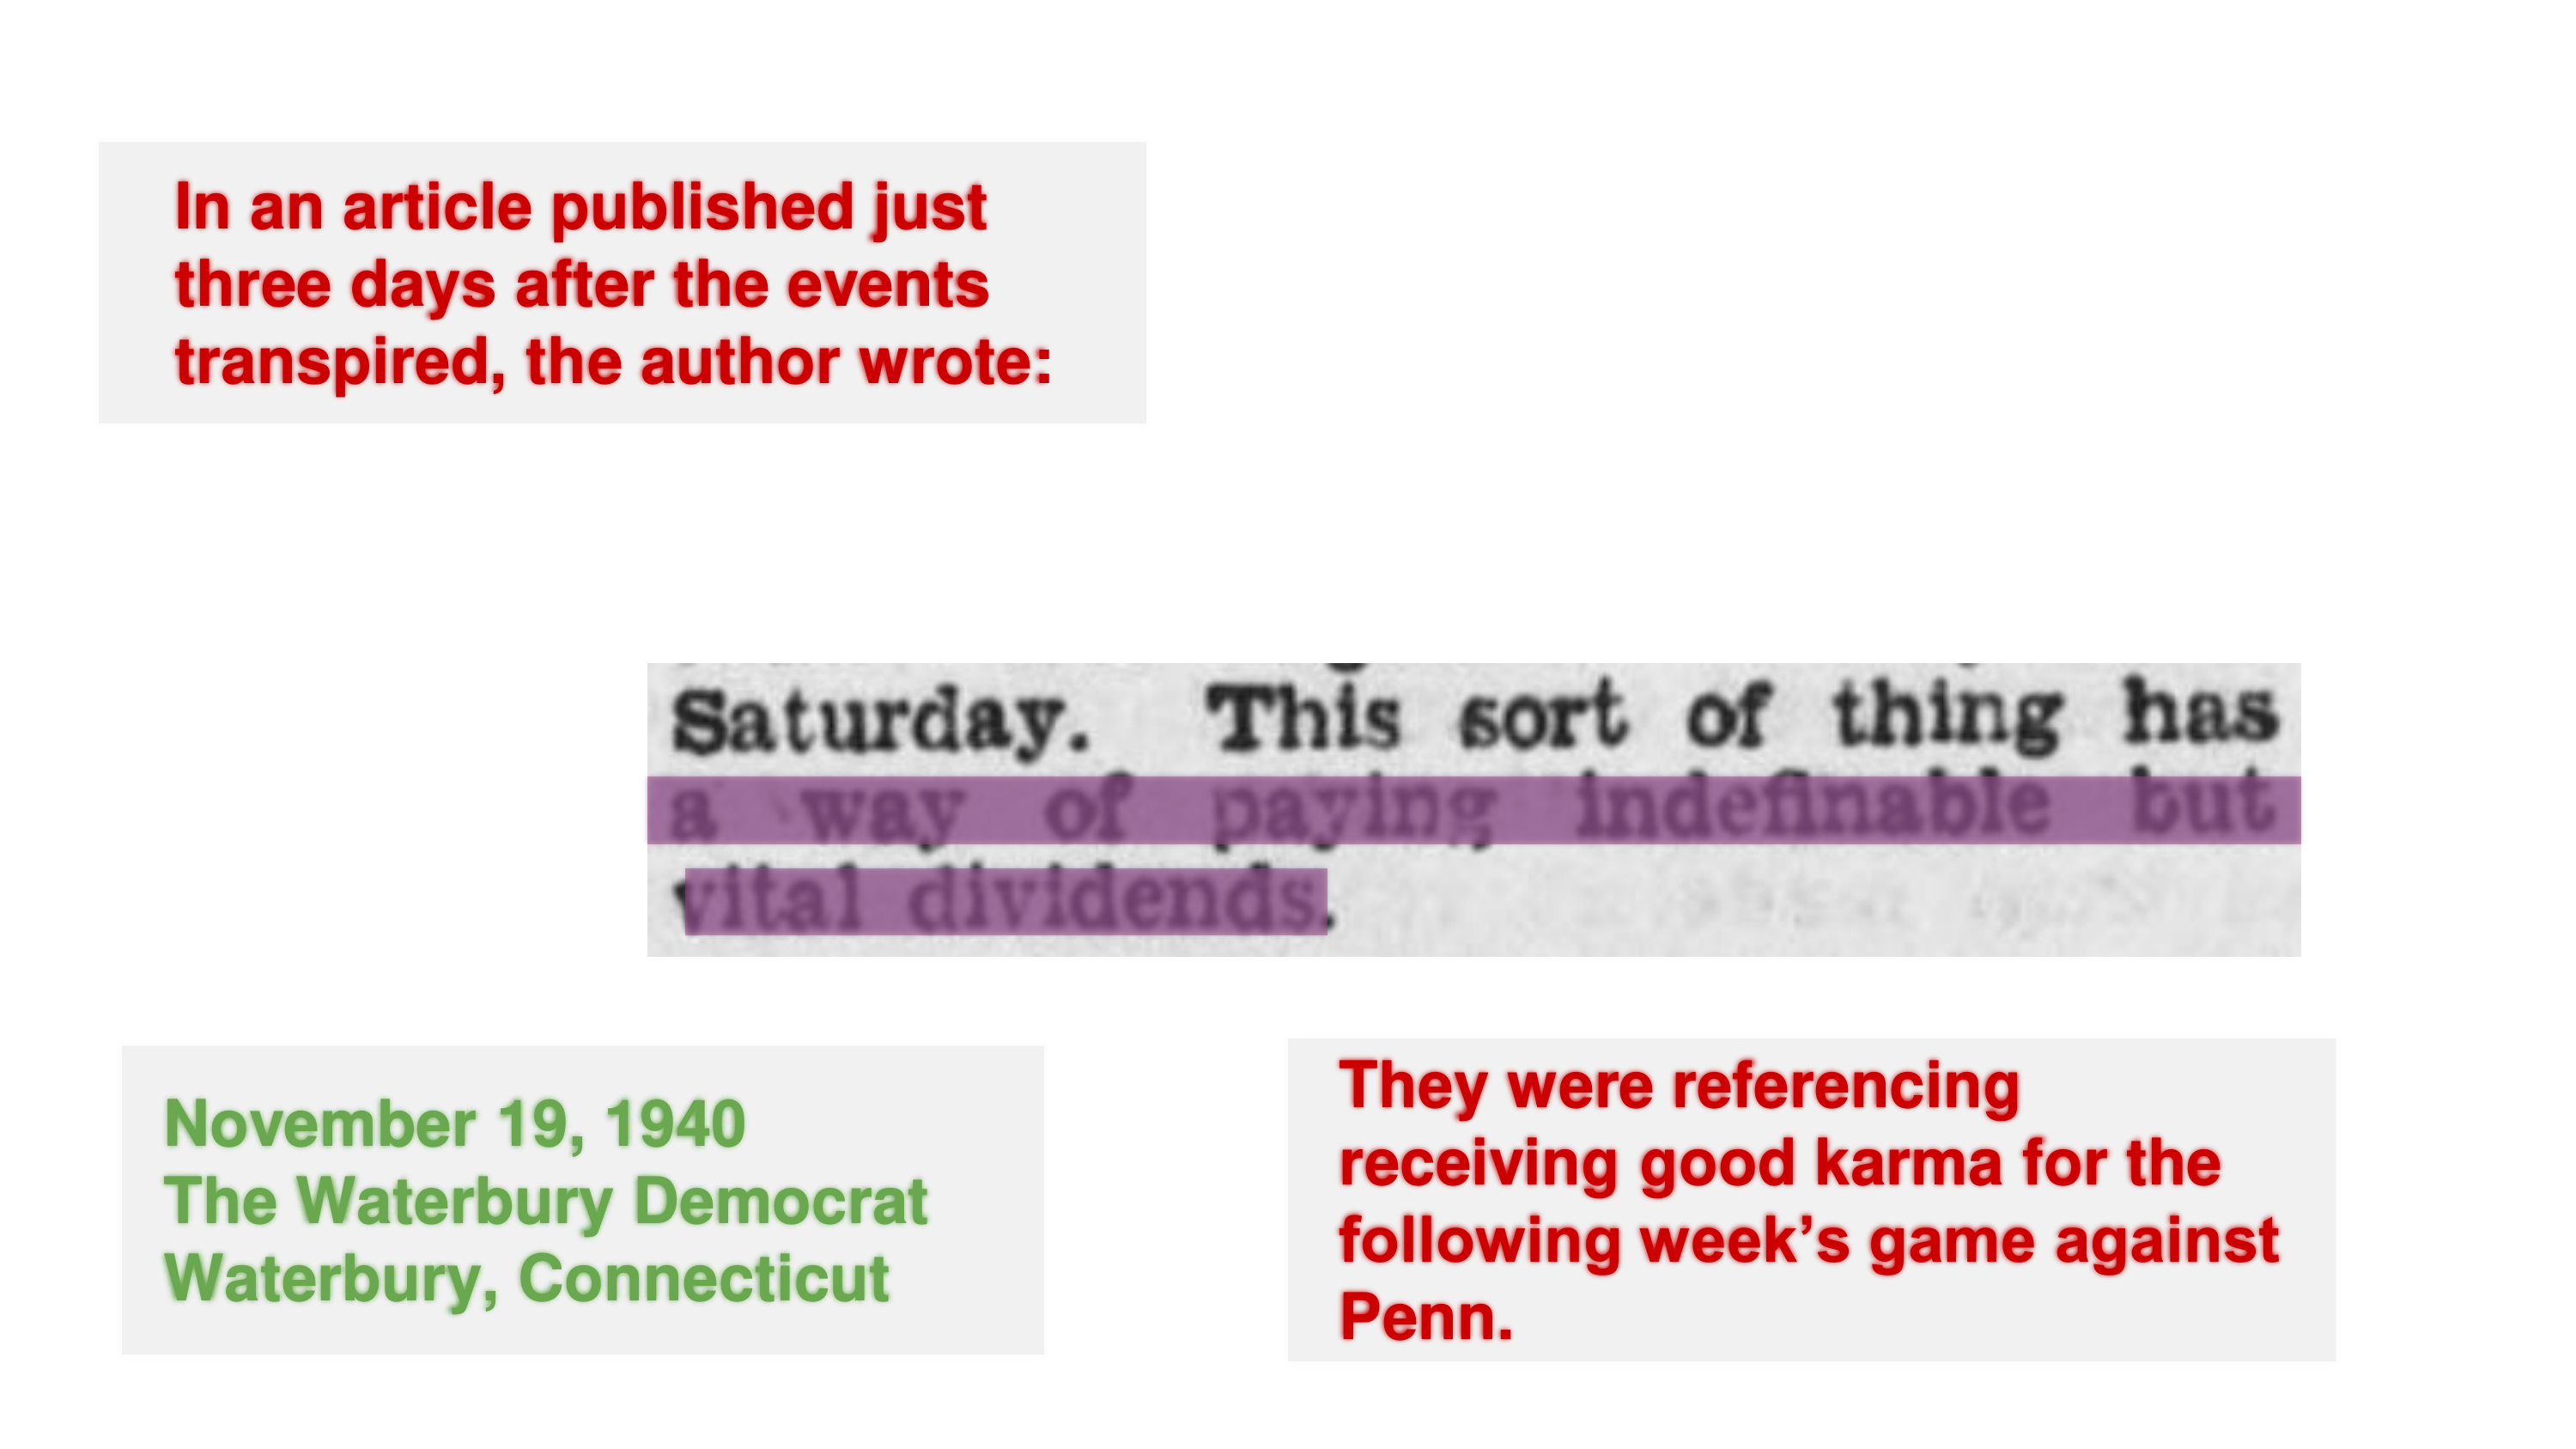 In an article published just
three days after the events
transpired, the author wrote:
Saturday. This sort of thing has
a way of paying indefinable but
vital dividends.
November 19, 1940
The Waterbury Democrat
Waterbury, Connecticut
They were referencing
receiving good karma for the
following week’s game against
Penn.